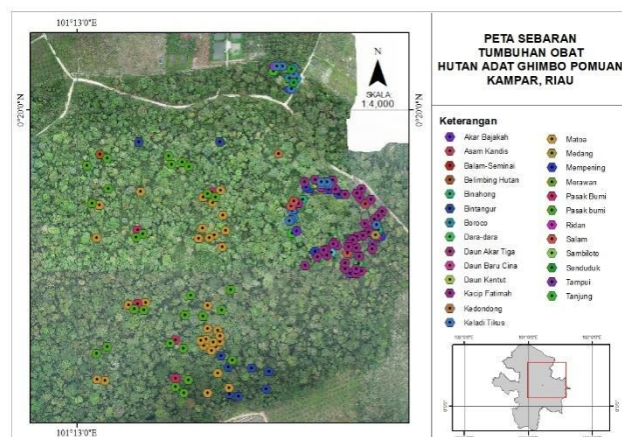 101°13'0"E
0°20'0"N
N
SKALA
1:4,000
0°20'0"N
101°13'0"E
PETA SEBARAN
TUMBUHAN OBAT
HUTAN ADAT GHIMBO POMUAN
KAMPAR, RIAU
Keterangan
Akar Bajakah
Asam Kandis
Balam-Seminai
Belimbing Hutan
Binahong
Bintangur
Boroco
Dara-dara
Daun Akar Tiga
Daun Baru Cina
Daun Kentut
Kacip Fatimah
Kedondong
Keladi Tikus
Matoa
Medang
Mempening
Merawan
Pasak Bumi
Pasak bumi
Ridan
Salam
Sambiloto
Senduduk
Tampui
Tanjung